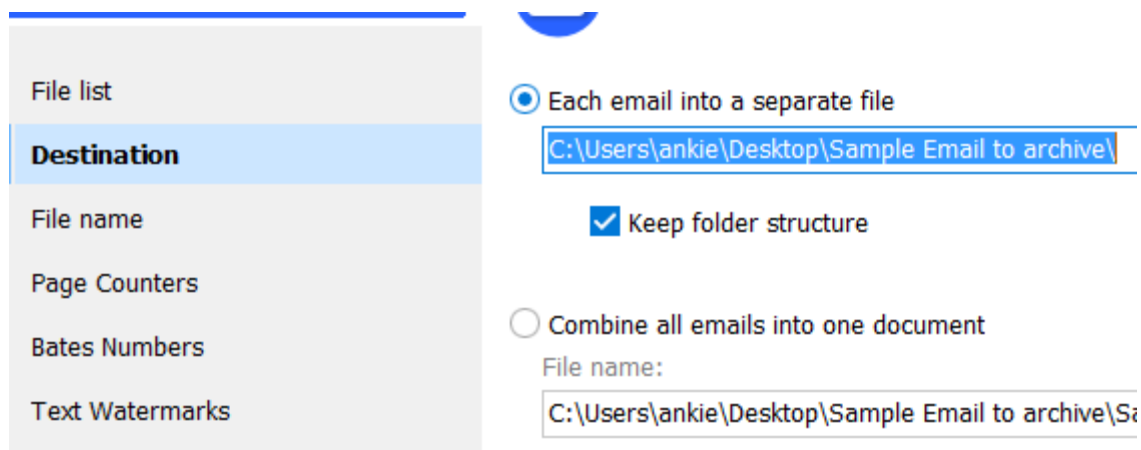 File list
Destination
File name
Page Counters
Bates Numbers
Text Watermarks
Each email into a separate file
C:\Users\ankie\Desktop\Sample Email to archive\
Keep folder structure
Combine all emails into one document
File name:
C:\Users\ankie\Desktop\Sample Email to archive\Sa